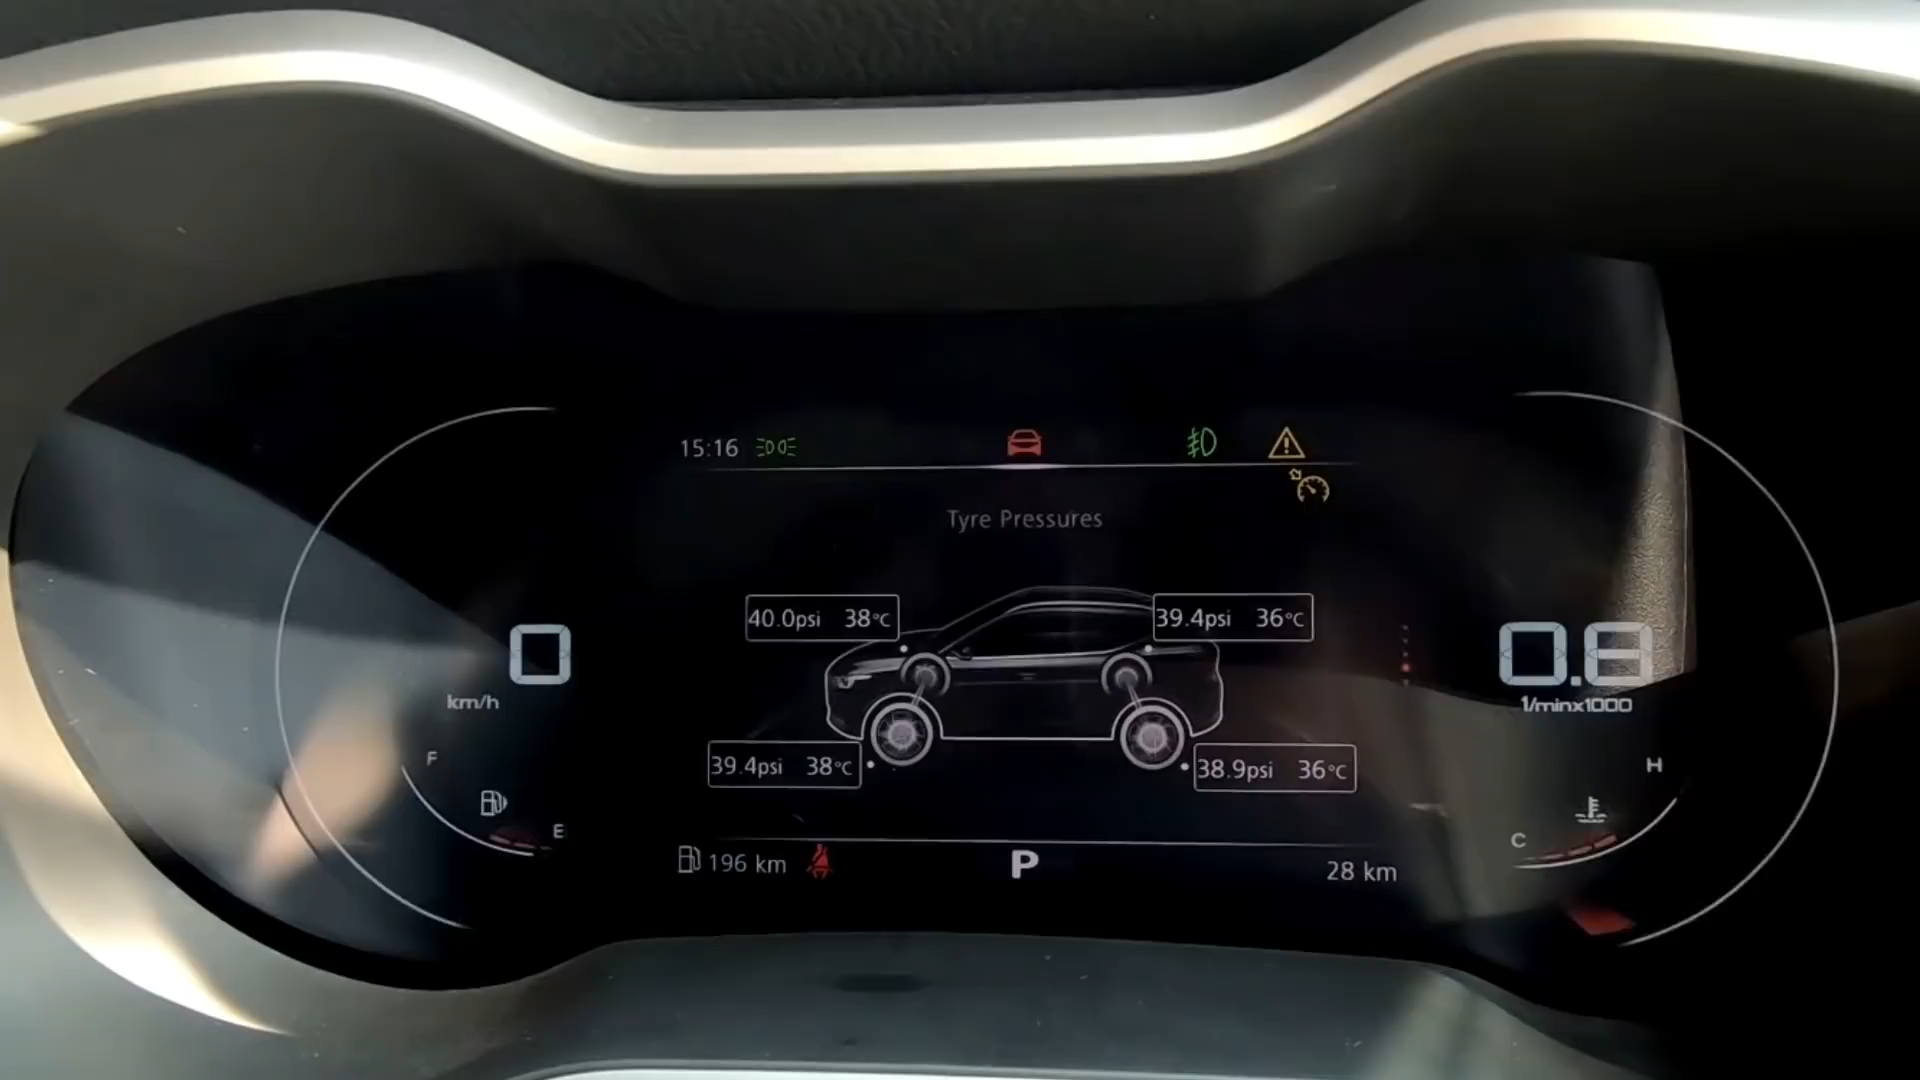 15:16
Tyre Pressures
40.0psi 38°C
39.4psi 36°C
0
km/h
0.8
1/minx1000
39.4psi 38°C
38.9psi 36°C
F
E
H
C
196 km
P
28 km